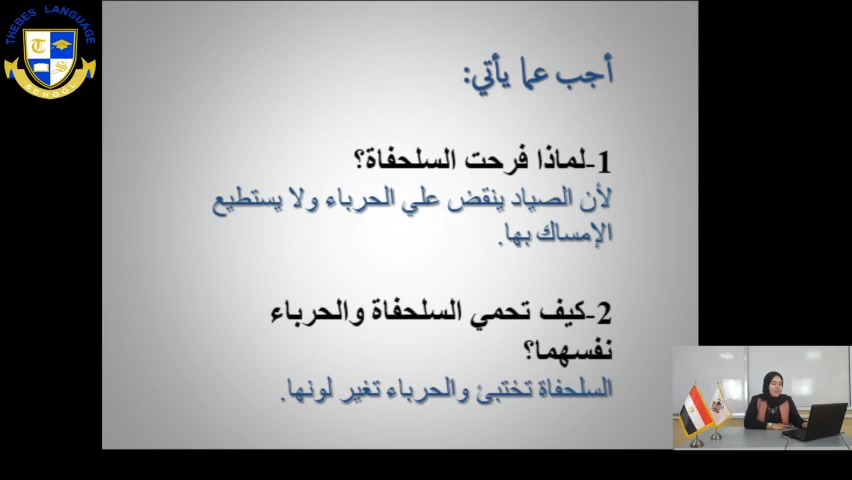 THEBES LANGUAGE
T
S
SCHOOL
أجب عما يأتي:
1-لماذا فرحت السلحفاة؟
لأن الصياد ينقض علي الحرباء ولا يستطيع
الإمساك بها.
2-كيف تحمي السلحفاة والحرباء
نفسهما؟
السلحفاة تختبئ والحرباء تغير لونها.